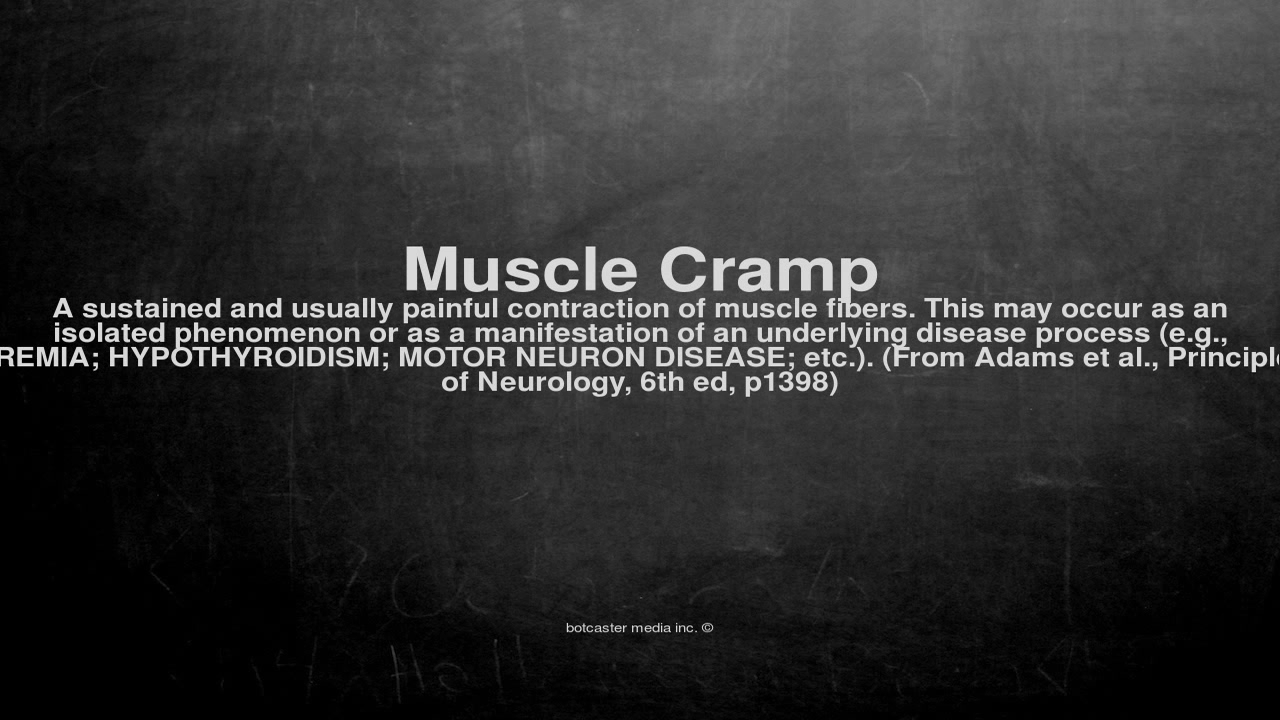 Muscle Cramp
A sustained and usually painful contraction of muscle fibers. This may occur as an
isolated phenomenon or as a manifestation of an underlying disease process (e.g.,
REMIA; HYPOTHYROIDISM; MOTOR NEURON DISEASE; etc.). (From Adams et al., Principl
of Neurology, 6th ed, p1398)
botcaster media inc. ©